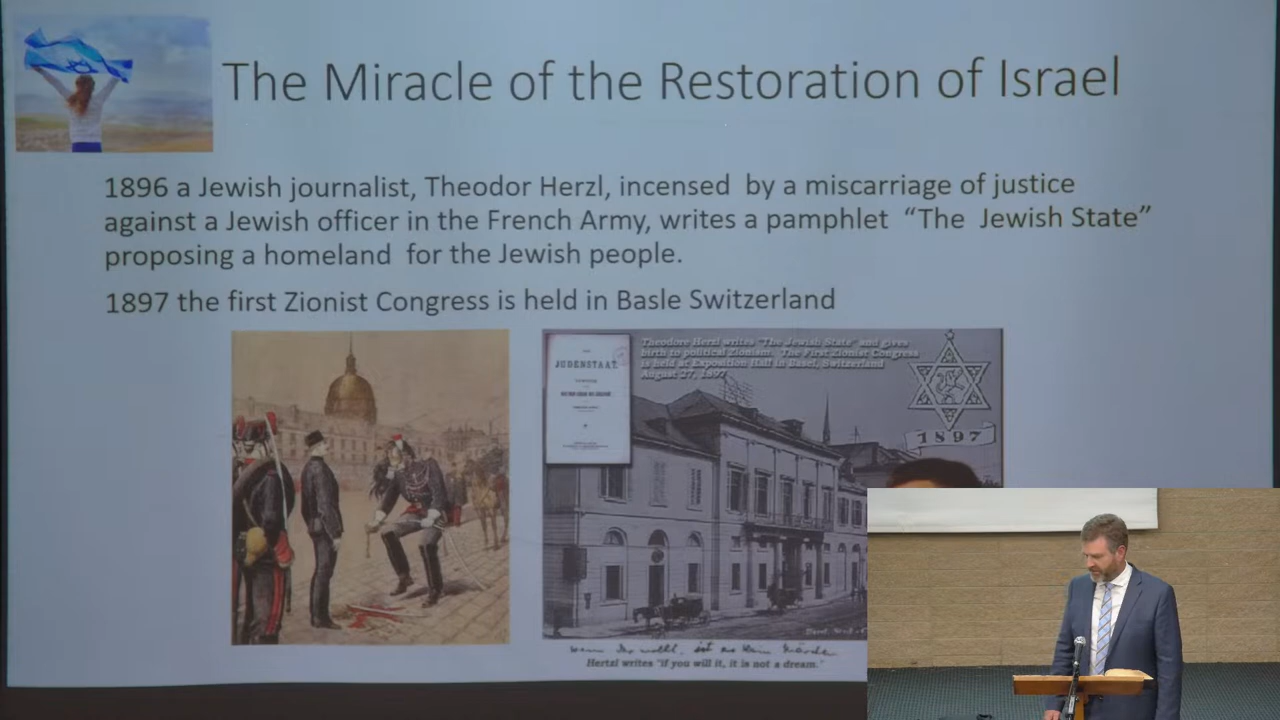 The Miracle of the Restoration of Israel
1896 a Jewish journalist, Theodor Herzl, incensed by a miscarriage of justice
against a Jewish officer in the French Army, writes a pamphlet “The Jewish State”
proposing a homeland for the Jewish people.
1897 the first Zionist Congress is held in Basle Switzerland
JUDENSTAAT.
Theodore Herzl writes "The Jewish State" and gives
birth to political Zionism. The First Zionist Congress
is held at Exposition Hall in Basel, Switzerland
August 27, 1897
1897
Hertzl writes "if you will it, it is not a dream."